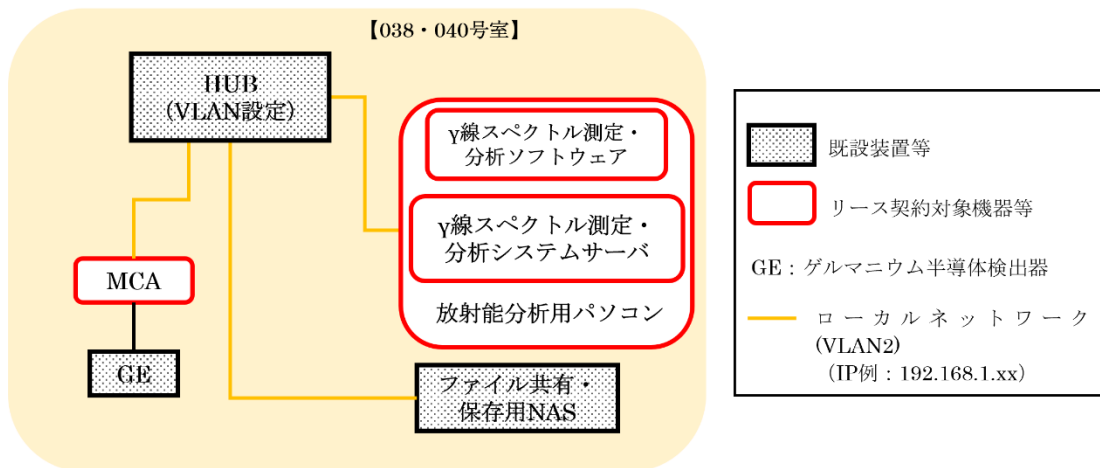 【038・040号室】
HUB
(VLAN設定)
γ線スペクトル測定・
分析ソフトウェア
γ線スペクトル測定・
分析システムサーバ
放射能分析用パソコン
MCA
GE
ファイル共有・
保存用NAS
既設装置等
リース契約対象機器等
GE：ゲルマニウム半導体検出器
ローカルネットワーク
(VLAN2)
（IP例：192.168.1.xx）